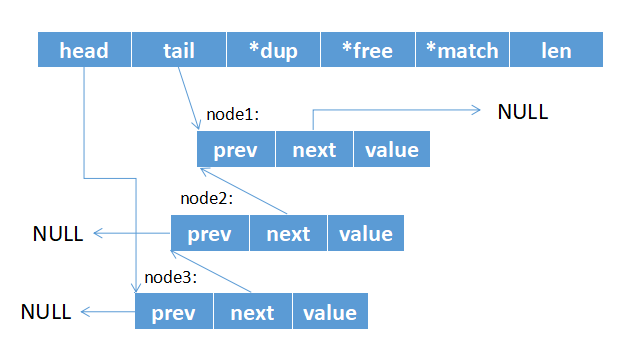 head tail *dup *free *match len
node1: NULL
prev next value
node2:
NULL prev next value
node3:
NULL prev next value